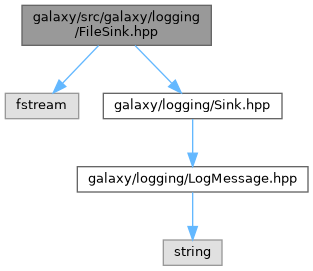 galaxy/src/galaxy/logging
/FileSink.hpp
fstream
galaxy/logging/Sink.hpp
galaxy/logging/LogMessage.hpp
string